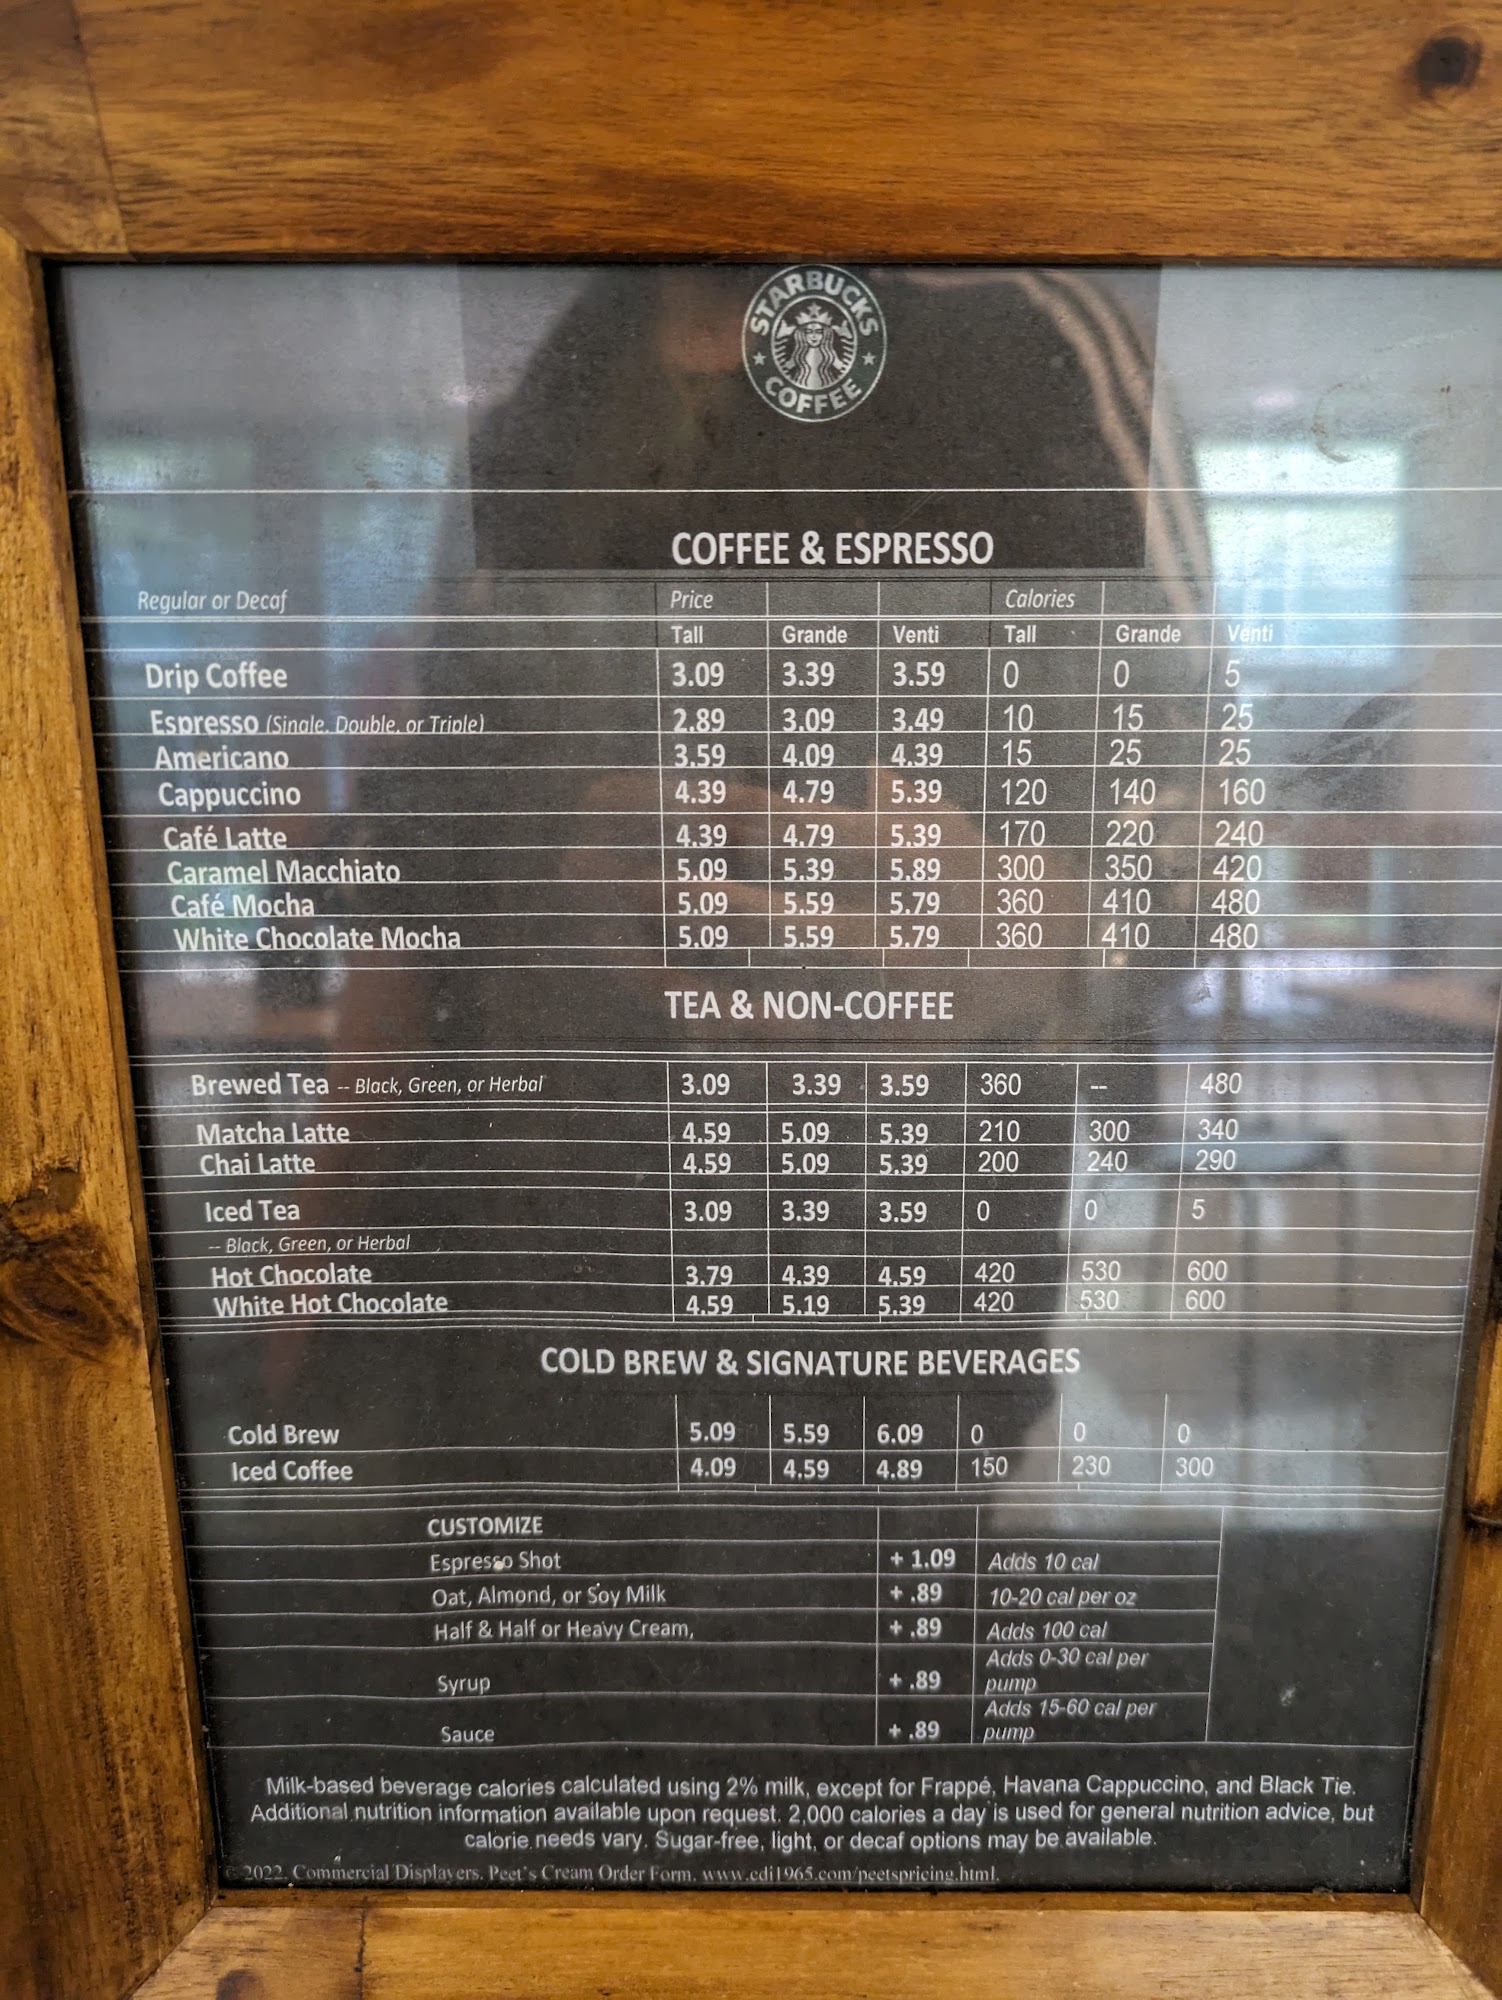 STARBUCKS
COFFEE
COFFEE & ESPRESSO
Regular or Decaf Price Calories
Tall Grande Venti Tall Grande Venti
Drip Coffee 3.09 3.39 3.59 0 0 5
Espresso (Single, Double, or Triple) 2.89 3.09 3.49 10 15 25
Americano 3.59 4.09 4.39 15 25 25
Cappuccino 4.39 4.79 5.39 120 140 160
Café Latte 4.39 4.79 5.39 170 220 240
Caramel Macchiato 5.09 5.39 5.89 300 350 420
Café Mocha 5.09 5.59 5.79 360 410 480
White Chocolate Mocha 5.09 5.59 5.79 360 410 480
TEA & NON-COFFEE
Brewed Tea -- Black, Green, or Herbal 3.09 3.39 3.59 360 -- 480
Matcha Latte 4.59 5.09 5.39 210 300 340
Chai Latte 4.59 5.09 5.39 200 240 290
Iced Tea 3.09 3.39 3.59 0 0 5
-- Black, Green, or Herbal
Hot Chocolate 3.79 4.39 4.59 420 530 600
White Hot Chocolate 4.59 5.19 5.39 420 530 600
COLD BREW & SIGNATURE BEVERAGES
Cold Brew 5.09 5.59 6.09 0 0 0
Iced Coffee 4.09 4.59 4.89 150 230 300
CUSTOMIZE
Espresso Shot + 1.09 Adds 10 cal
Oat, Almond, or Soy Milk + .89 10-20 cal per oz
Half & Half or Heavy Cream, + .89 Adds 100 cal
Syrup + .89 Adds 0-30 cal per pump
Sauce + .89 Adds 15-60 cal per pump
Milk-based beverage calories calculated using 2% milk, except for Frappé, Havana Cappuccino, and Black Tie.
Additional nutrition information available upon request. 2,000 calories a day is used for general nutrition advice, but
calorie needs vary. Sugar-free, light, or decaf options may be available.
© 2022. Commercial Displayers. Peet's Cream Order Form. www.cdi1965.com/peetspricing.html.